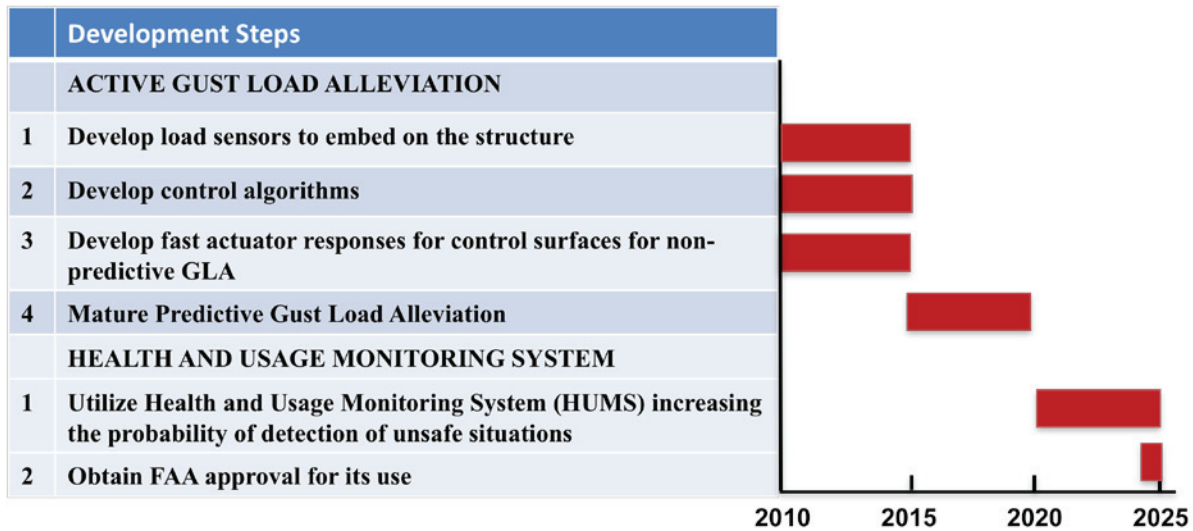 Development Steps
ACTIVE GUST LOAD ALLEVIATION
1 Develop load sensors to embed on the structure
2 Develop control algorithms
3 Develop fast actuator responses for control surfaces for non-
predictive GLA
4 Mature Predictive Gust Load Alleviation
HEALTH AND USAGE MONITORING SYSTEM
1 Utilize Health and Usage Monitoring System (HUMS) increasing
the probability of detection of unsafe situations
2 Obtain FAA approval for its use
2010 2015 2020 2025